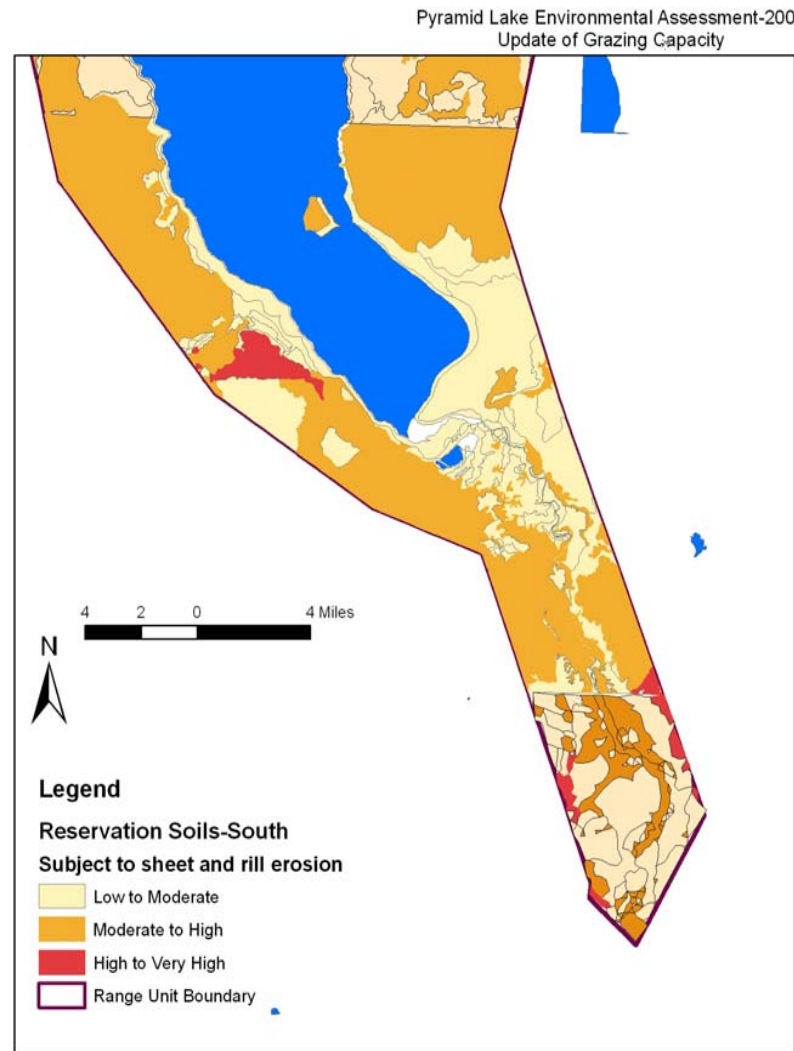 Pyramid Lake Environmental Assessment-200
Update of Grazing Capacity
4 2 0 4 Miles
N
Legend
Reservation Soils-South
Subject to sheet and rill erosion
Low to Moderate
Moderate to High
High to Very High
Range Unit Boundary